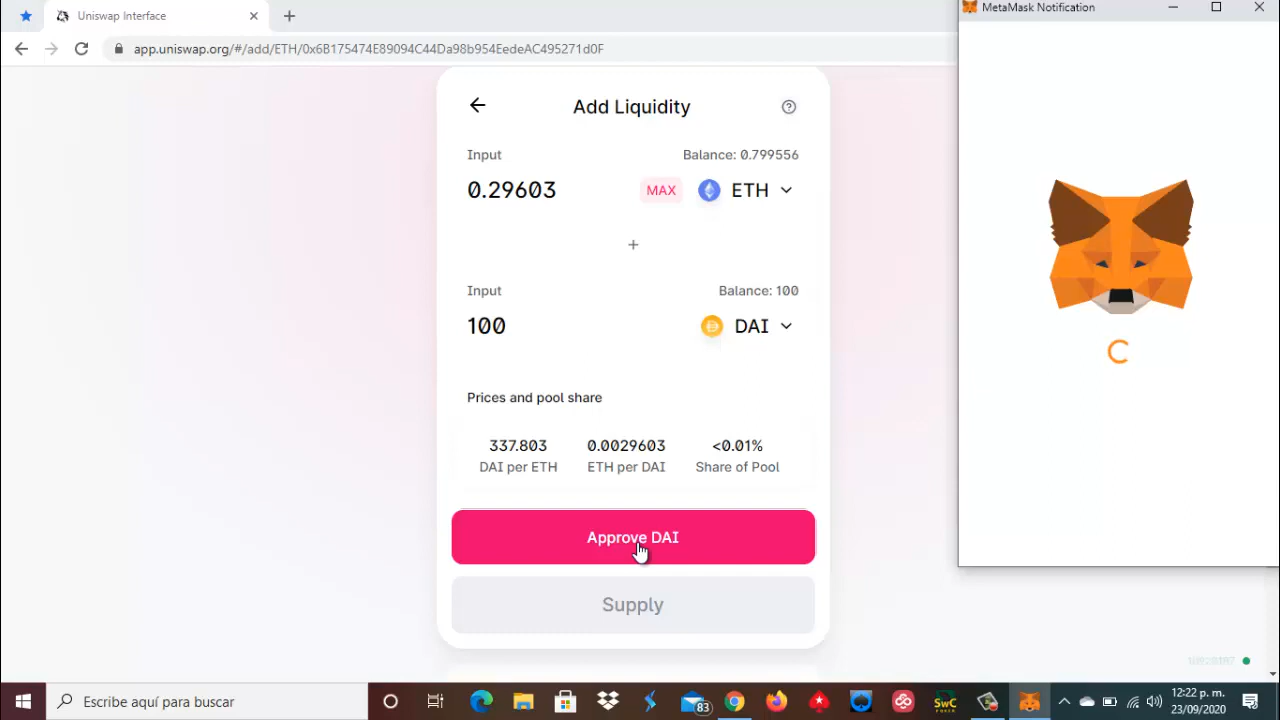 Uniswap Interface
MetaMask Notification
app.uniswap.org/#/add/ETH/0x6B175474E89094C44Da98b954EedeAC495271d0F
Add Liquidity
Input
Balance: 0.799556
0.29603
MAX
ETH
+
Input
Balance: 100
100
DAI
Prices and pool share
337.803
0.0029603
<0.01%
DAI per ETH
ETH per DAI
Share of Pool
Approve DAI
Supply
Escribe aquí para buscar
83
SwC
12:22 p. m.
23/09/2020